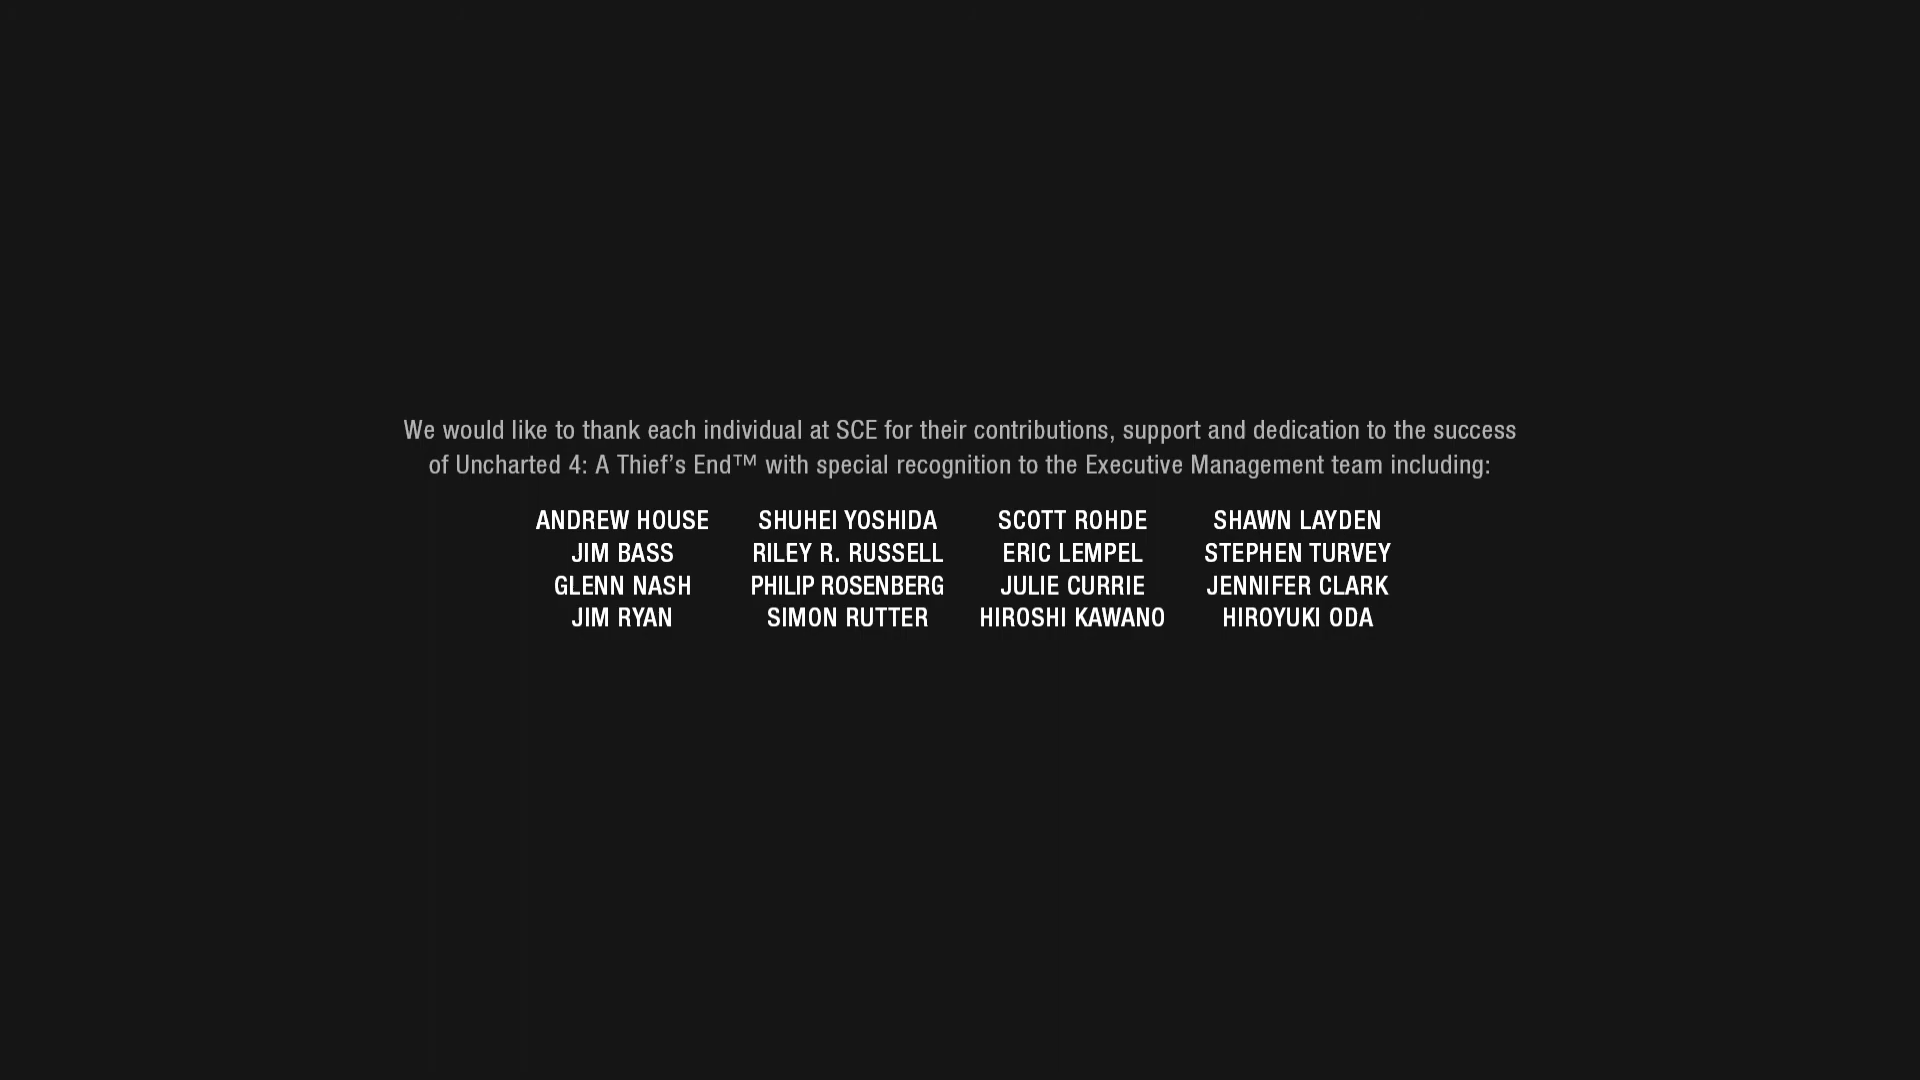 We would like to thank each individual at SCE for their contributions, support and dedication to the success
of Uncharted 4: A Thief’s End™ with special recognition to the Executive Management team including:
ANDREW HOUSE SHUHEI YOSHIDA SCOTT ROHDE SHAWN LAYDEN
JIM BASS RILEY R. RUSSELL ERIC LEMPEL STEPHEN TURVEY
GLENN NASH PHILIP ROSENBERG JULIE CURRIE JENNIFER CLARK
JIM RYAN SIMON RUTTER HIROSHI KAWANO HIROYUKI ODA